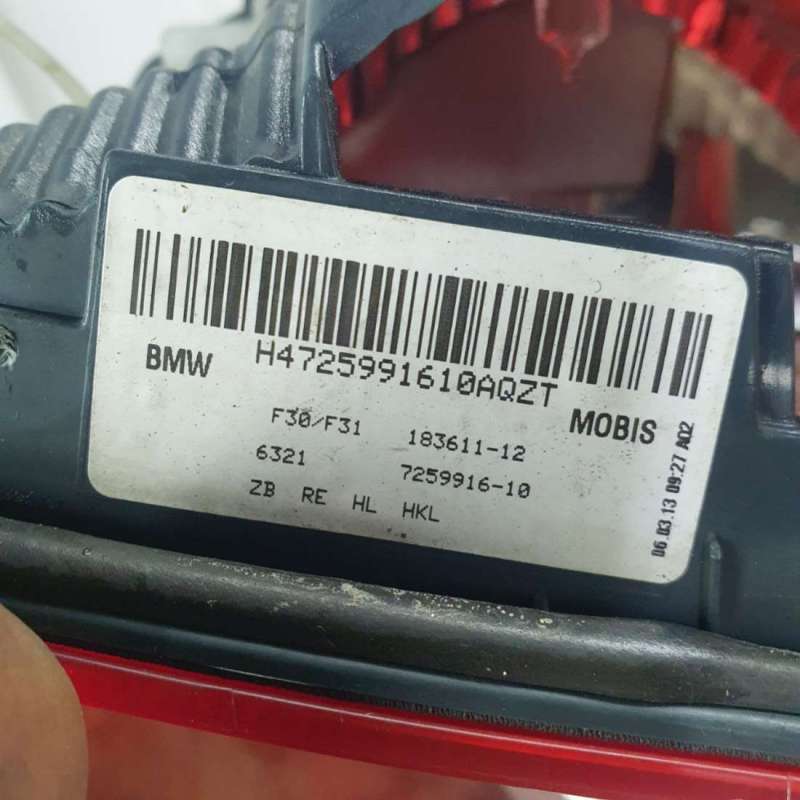 H4725991610AQZT
BMW
MOBIS
F30/F31 183611-12
6321 7259916-10
ZB RE HL HKL
06.03.13 09:27 A02